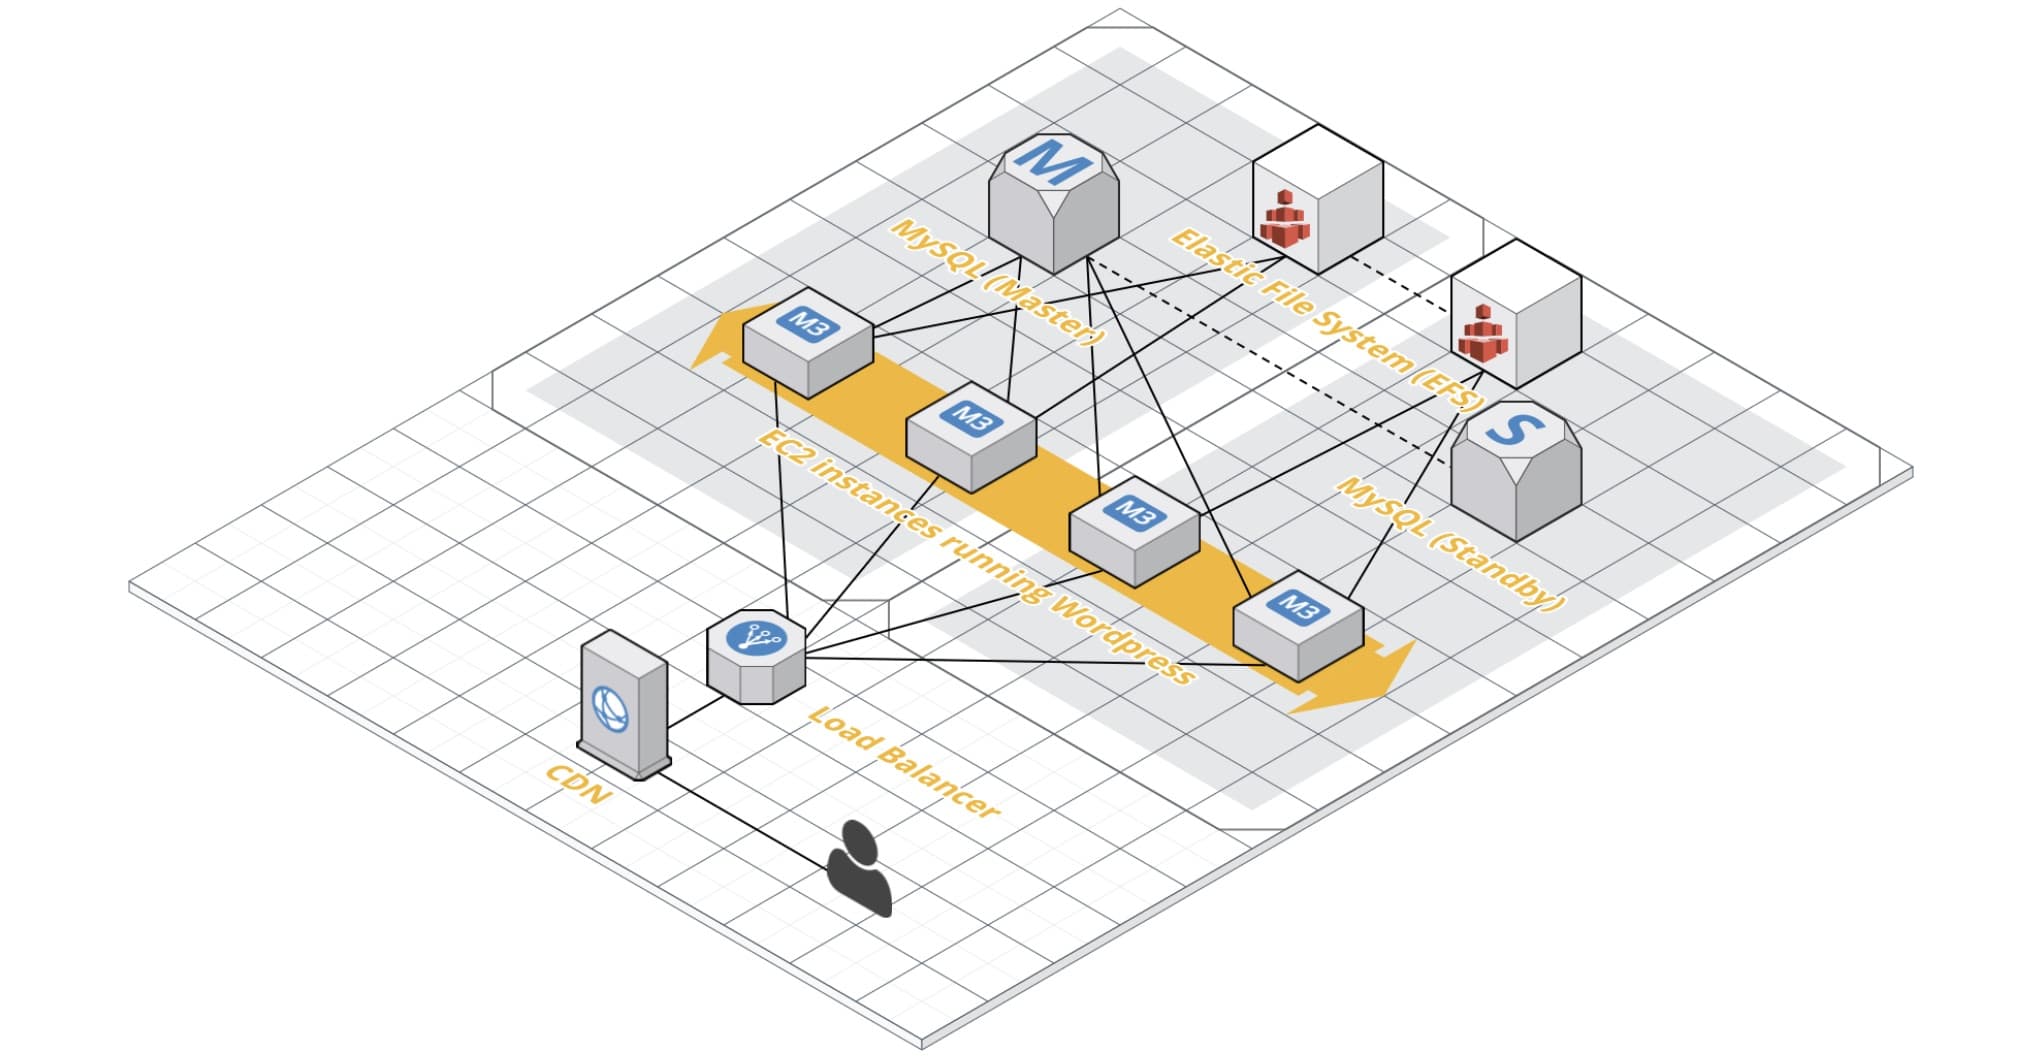 M
MySQL (Master)
Elastic File System (EFS)
M3
M3
M3
M3
S
MySQL (Standby)
EC2 instances running Wordpress
Load Balancer
CDN